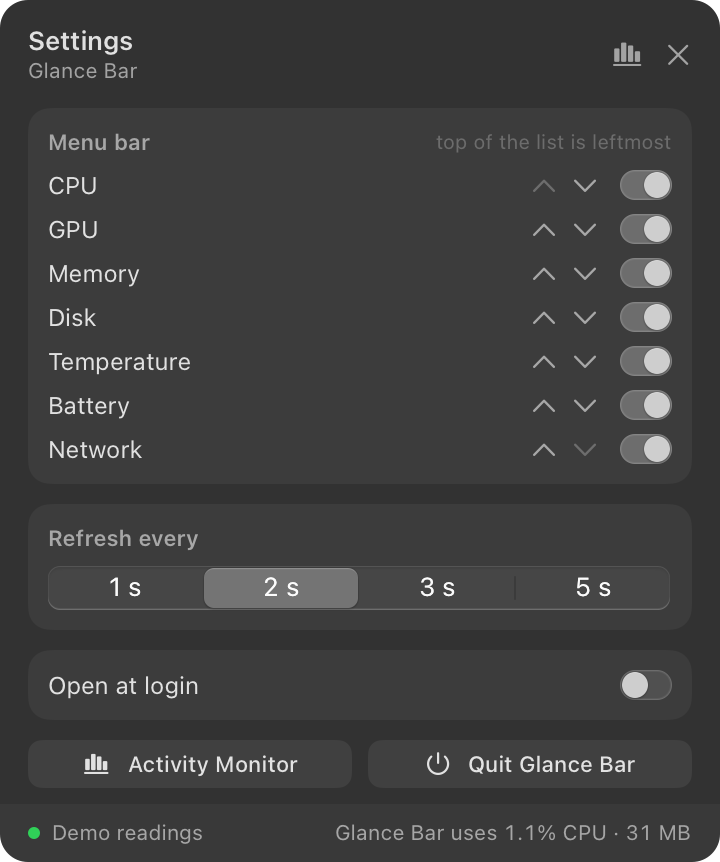 Settings
Glance Bar
Menu bar top of the list is leftmost
CPU
GPU
Memory
Disk
Temperature
Battery
Network
Refresh every
1 s 2 s 3 s 5 s
Open at login
Activity Monitor Quit Glance Bar
Demo readings Glance Bar uses 1.1% CPU · 31 MB